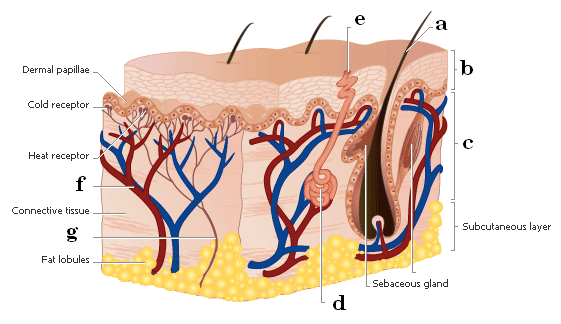 e
a
Dermal papillae
b
Cold receptor
c
Heat receptor
f
Connective tissue
g
Subcutaneous layer
Fat lobules
Sebaceous gland
d